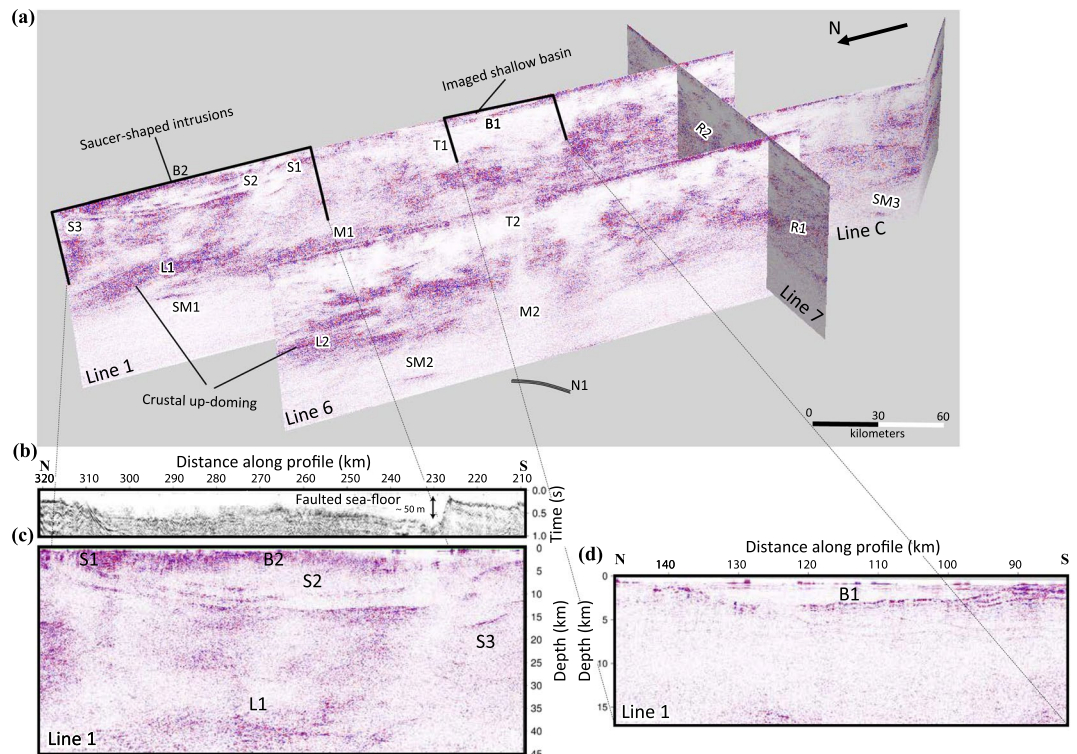 (a)
N
Imaged shallow basin
Saucer-shaped intrusions
B1
T1
R2
B2
S1
S2
S3
M1
T2
SM3
R1
Line C
L1
SM1
M2
Line 7
L2
SM2
Line 1
Crustal up-doming
Line 6
N1
0 30 60
kilometers
(b)
N Distance along profile (km) S
320 310 300 290 280 270 260 250 240 230 220 210
Faulted sea-floor
~ 50 m
0.0
0.5
1.0
Time (s)
(c)
S1 B2
S2
S3
L1
Line 1
0
5
10
15
20
25
30
35
40
45
Depth (km)
(d)
Distance along profile (km)
N S
140 130 120 110 100 90
0
5
10
15
Depth (km)
B1
Line 1